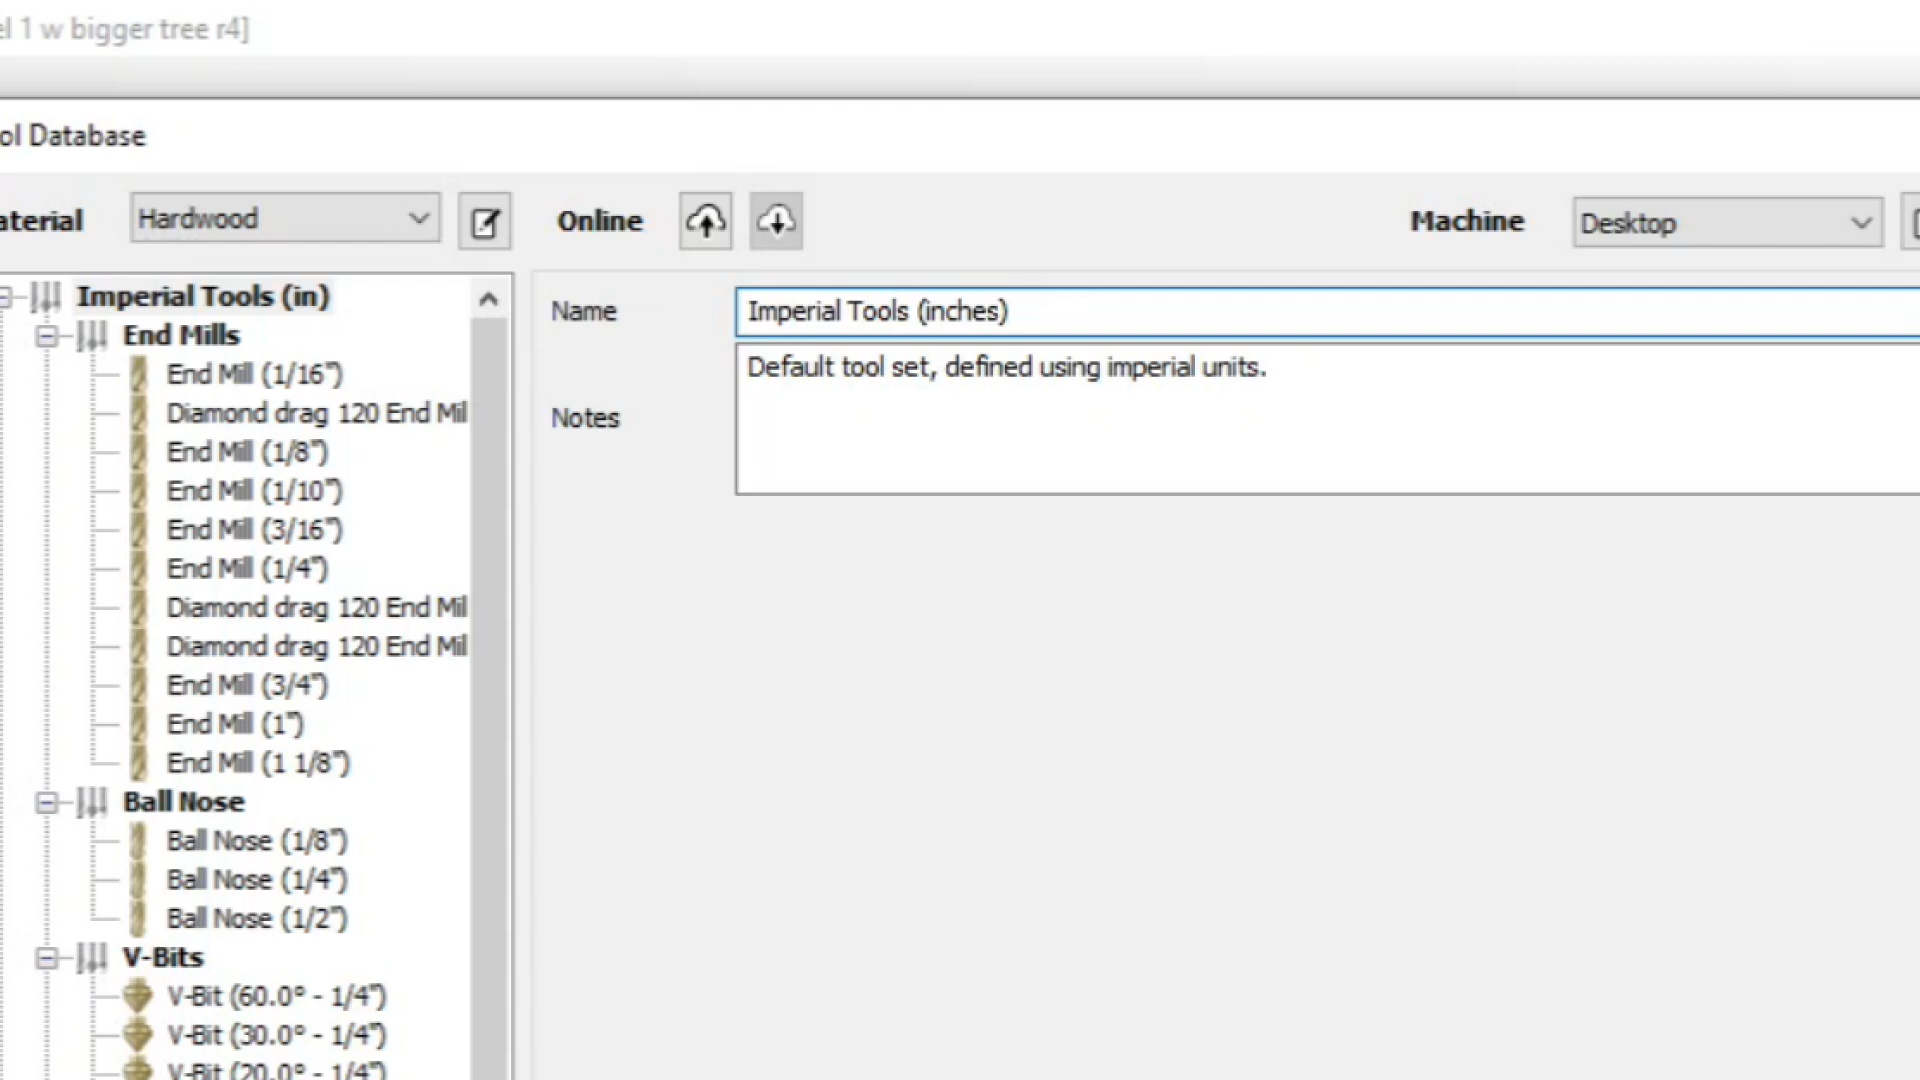 el 1 w bigger tree r4]
ol Database
aterial
Hardwood
Online
Machine
Desktop
Imperial Tools (in)
End Mills
End Mill (1/16")
Diamond drag 120 End Mil
End Mill (1/8")
End Mill (1/10")
End Mill (3/16")
End Mill (1/4")
Diamond drag 120 End Mil
Diamond drag 120 End Mil
End Mill (3/4")
End Mill (1")
End Mill (1 1/8")
Ball Nose
Ball Nose (1/8")
Ball Nose (1/4")
Ball Nose (1/2")
V-Bits
V-Bit (60.0° - 1/4")
V-Bit (30.0° - 1/4")
V-Bit (20.0° - 1/4")
Name
Imperial Tools (inches)
Notes
Default tool set, defined using imperial units.